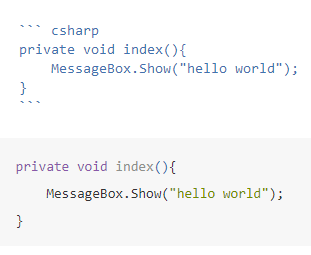 ``` csharp
private void index(){
    MessageBox.Show("hello world");
}
```
private void index(){
    MessageBox.Show("hello world");
}